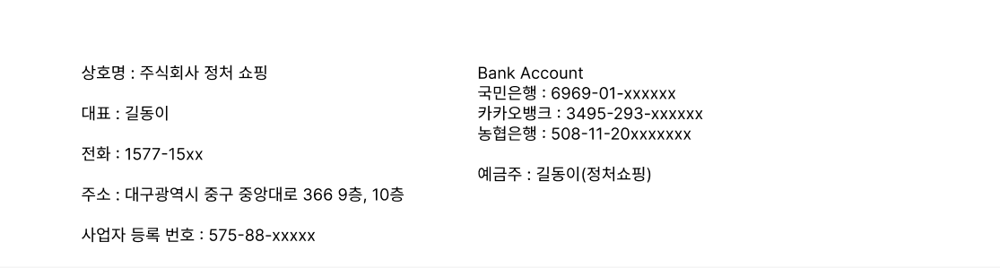 상호명 : 주식회사 정처 쇼핑
대표 : 길동이
전화 : 1577-15xx
주소 : 대구광역시 중구 중앙대로 366 9층, 10층
사업자 등록 번호 : 575-88-xxxxx
Bank Account
국민은행 : 6969-01-xxxxxx
카카오뱅크 : 3495-293-xxxxxx
농협은행 : 508-11-20xxxxxxx
예금주 : 길동이(정처쇼핑)